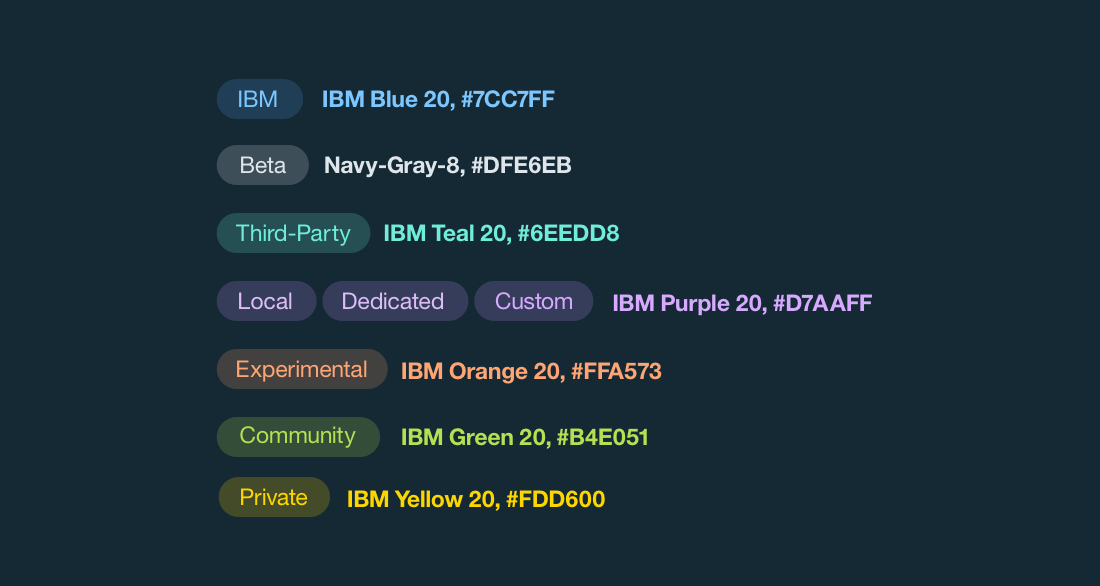 IBM IBM Blue 20, #7CC7FF
Beta Navy-Gray-8, #DFE6EB
Third-Party IBM Teal 20, #6EEDD8
Local Dedicated Custom IBM Purple 20, #D7AAFF
Experimental IBM Orange 20, #FFA573
Community IBM Green 20, #B4E051
Private IBM Yellow 20, #FDD600